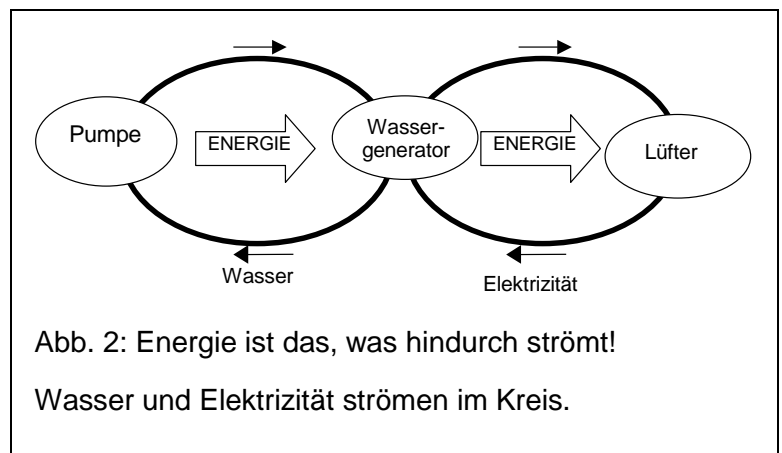 Pumpe
ENERGIE
Wasser-
generator
ENERGIE
Lüfter
Wasser
Elektrizität
Abb. 2: Energie ist das, was hindurch strömt!
Wasser und Elektrizität strömen im Kreis.